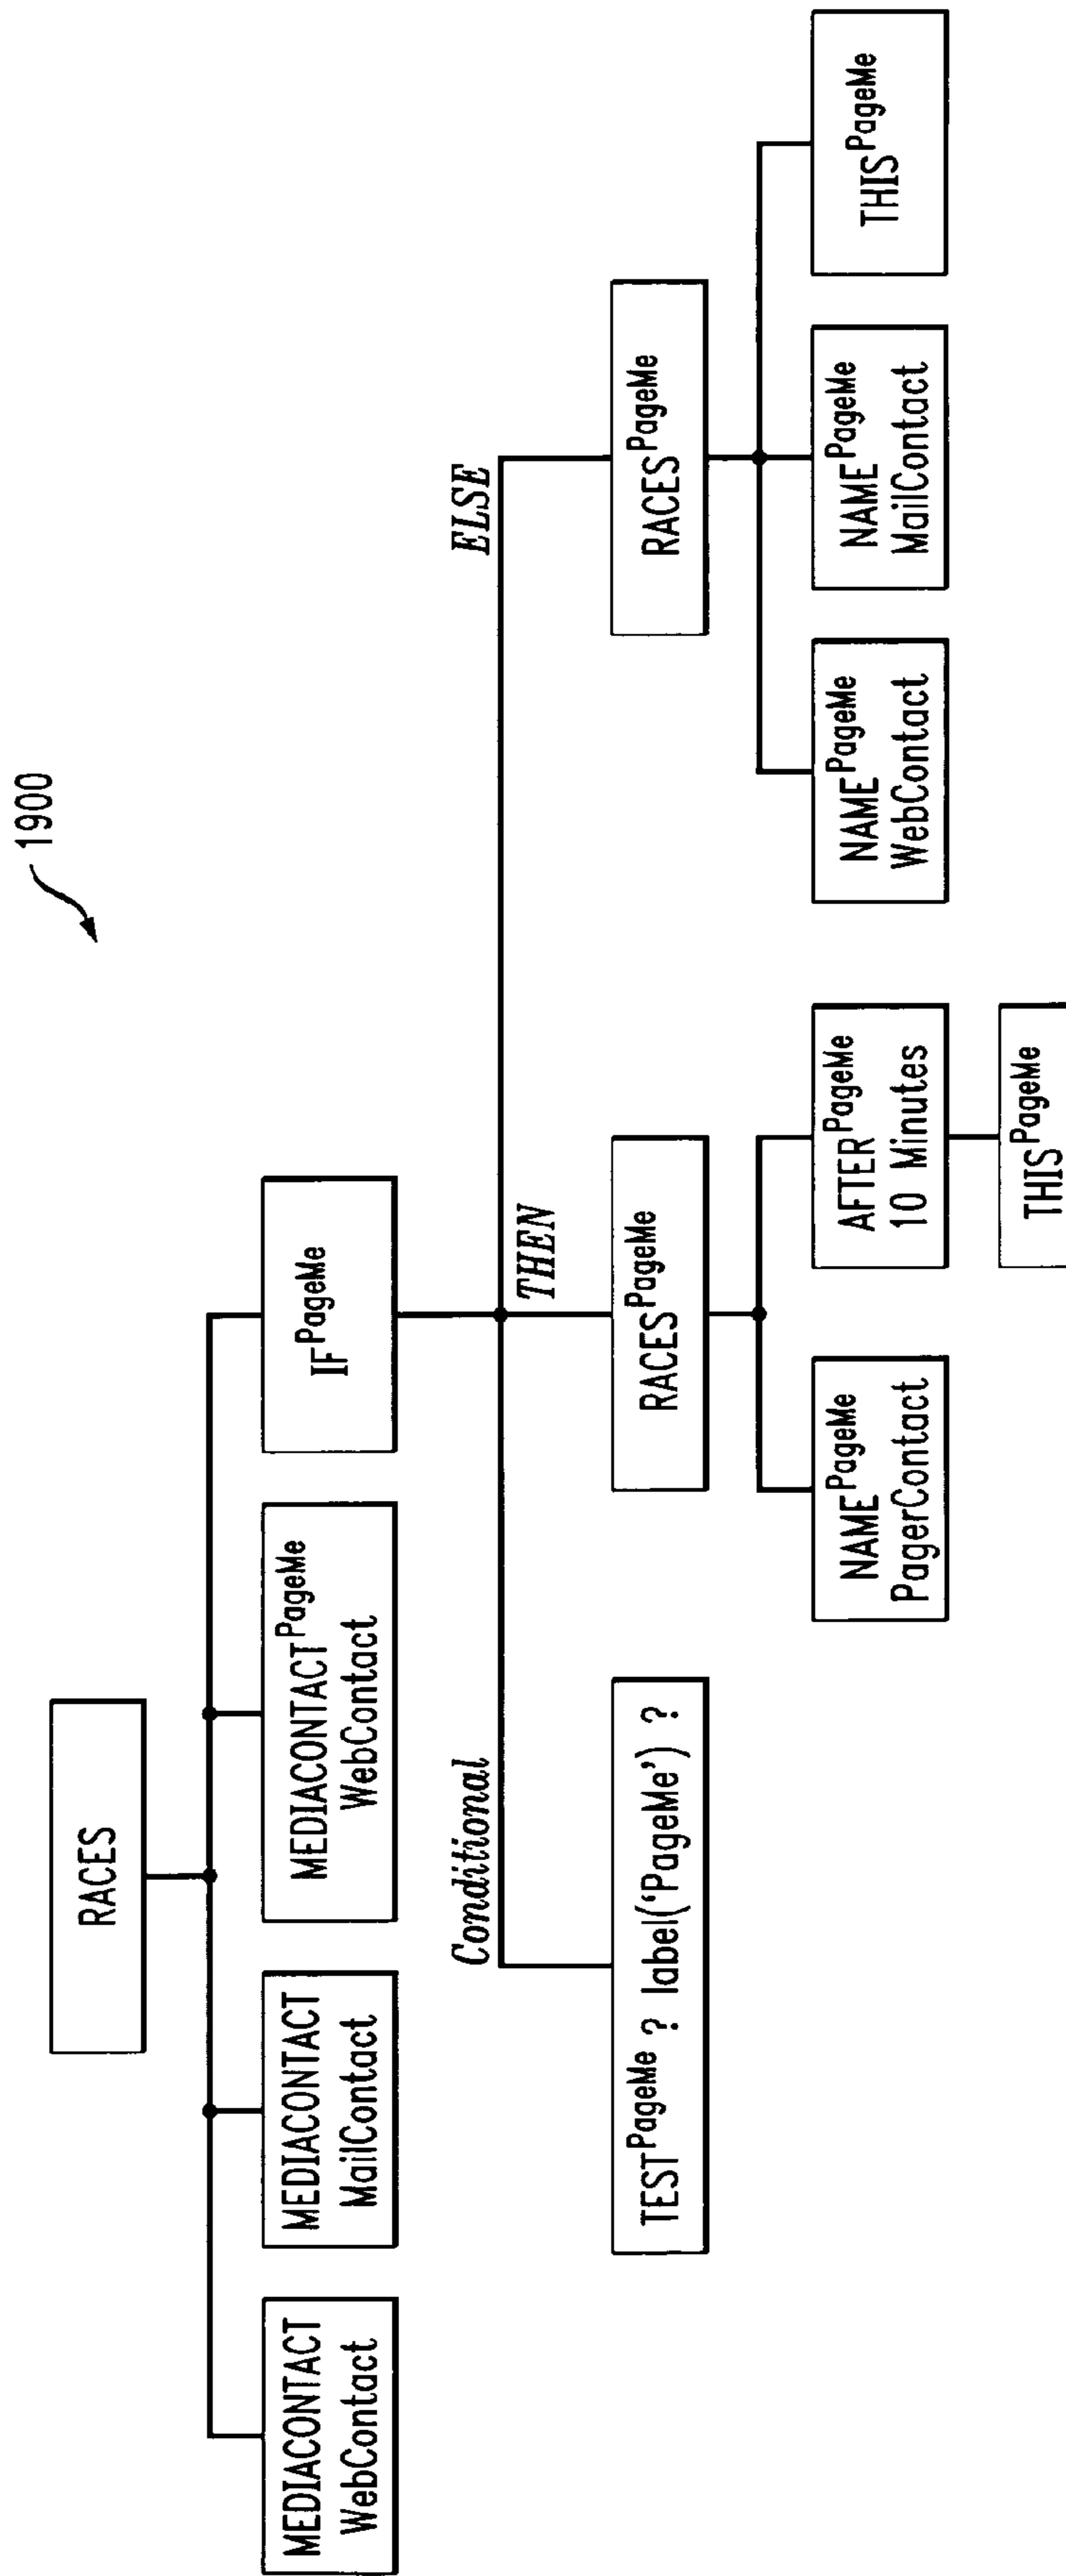 1900
RACES
MEDIACONTACT
WebContact
MEDIACONTACT
MailContact
MEDIACONTACT^PageMe
WebContact
IF^PageMe
Conditional
THEN
ELSE
TEST^PageMe ? label(‘PageMe’) ?
RACES^PageMe
RACES^PageMe
NAME^PageMe
PagerContact
AFTER^PageMe
10 Minutes
NAME^PageMe
WebContact
NAME^PageMe
MailContact
THIS^PageMe
THIS^PageMe